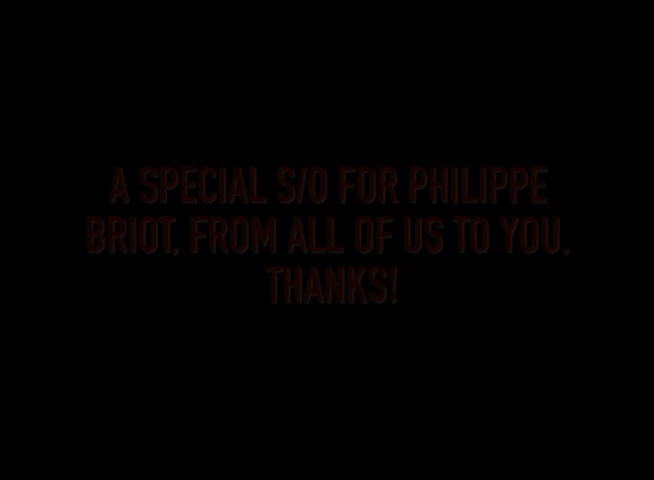 A SPECIAL S/O FOR PHILIPPE
BRIOT, FROM ALL OF US TO YOU,
THANKS!